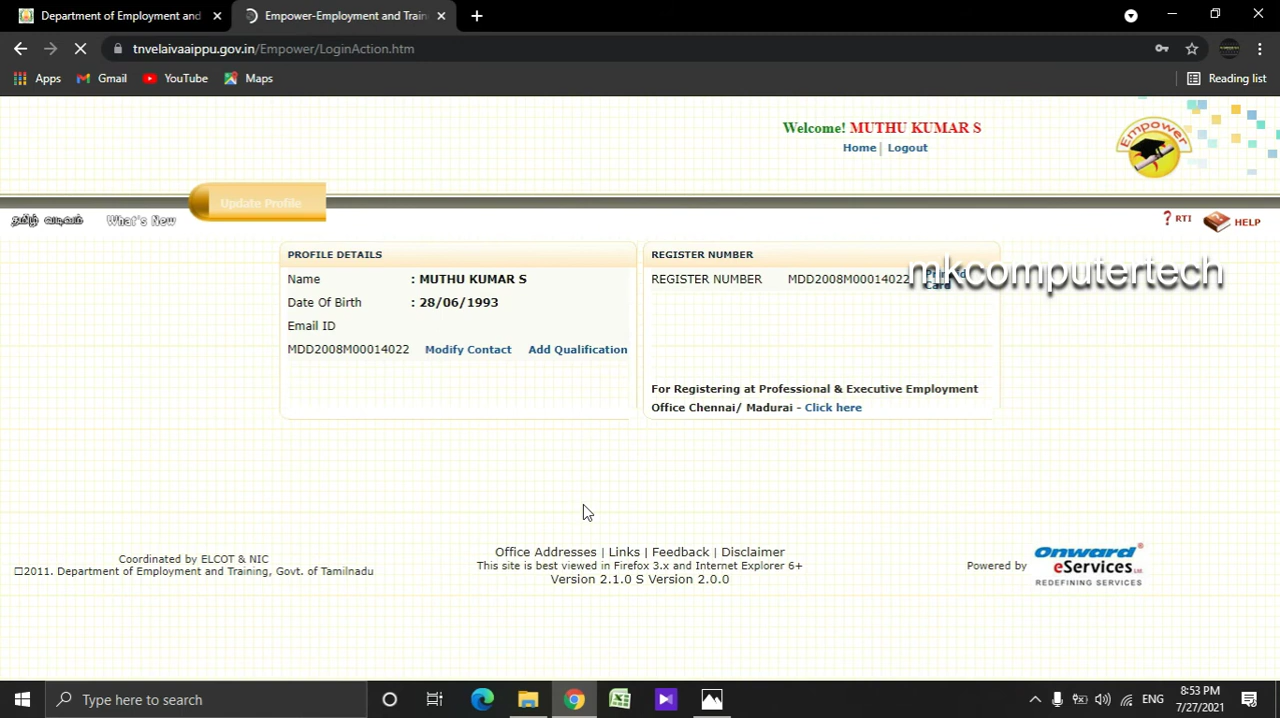 Department of Employment and
Empower-Employment and Train
tnvelaivaaippu.gov.in/Empower/LoginAction.htm
Apps
Gmail
YouTube
Maps
Reading list
Welcome! MUTHU KUMAR S
Home | Logout
Empower
Update Profile
தமிழ் வடிவம்
What's New
? RTI
HELP
PROFILE DETAILS
Name : MUTHU KUMAR S
Date Of Birth : 28/06/1993
Email ID
MDD2008M00014022 Modify Contact Add Qualification
REGISTER NUMBER
REGISTER NUMBER MDD2008M00014022
Card
mkcomputertech
For Registering at Professional & Executive Employment
Office Chennai/ Madurai - Click here
Coordinated by ELCOT & NIC
□2011. Department of Employment and Training, Govt. of Tamilnadu
Office Addresses | Links | Feedback | Disclaimer
This site is best viewed in Firefox 3.x and Internet Explorer 6+
Version 2.1.0 S Version 2.0.0
Powered by
Onward®
eServices Ltd.
REDEFINING SERVICES
Type here to search
ENG
8:53 PM
7/27/2021